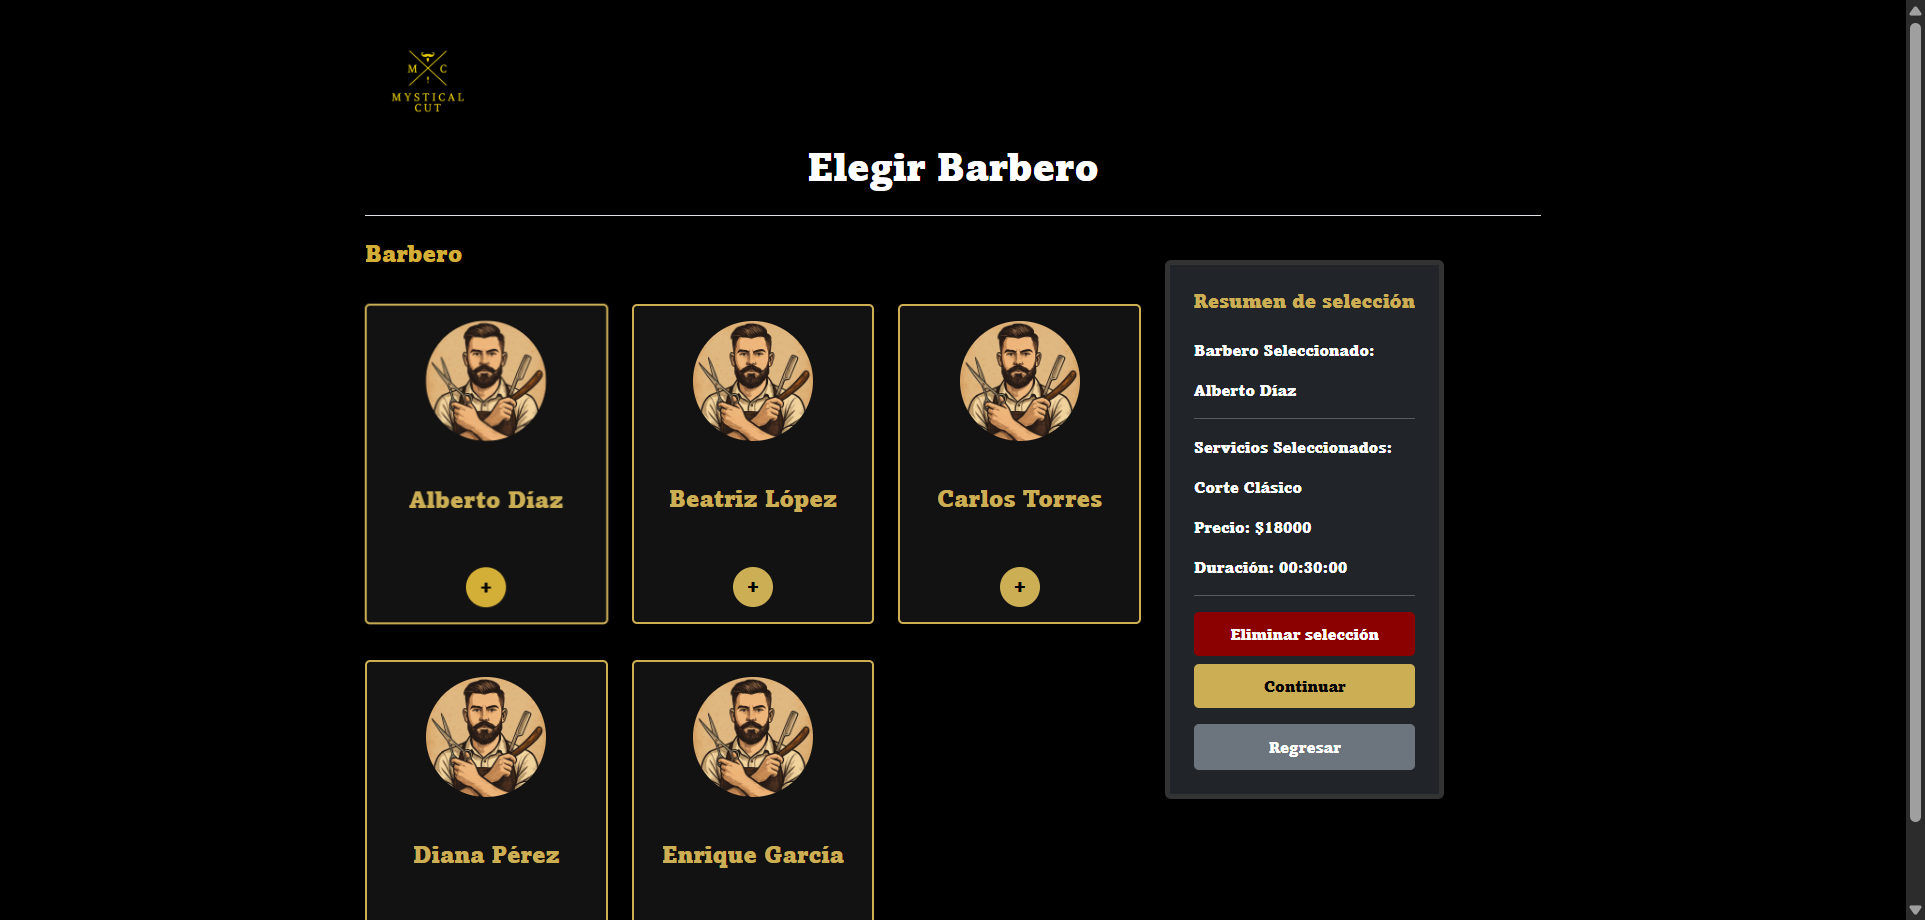 M C
MYSTICAL
CUT
Elegir Barbero
Barbero
Alberto Díaz
+
Beatriz López
+
Carlos Torres
+
Diana Pérez
Enrique García
Resumen de selección
Barbero Seleccionado:
Alberto Díaz
Servicios Seleccionados:
Corte Clásico
Precio: $18000
Duración: 00:30:00
Eliminar selección
Continuar
Regresar